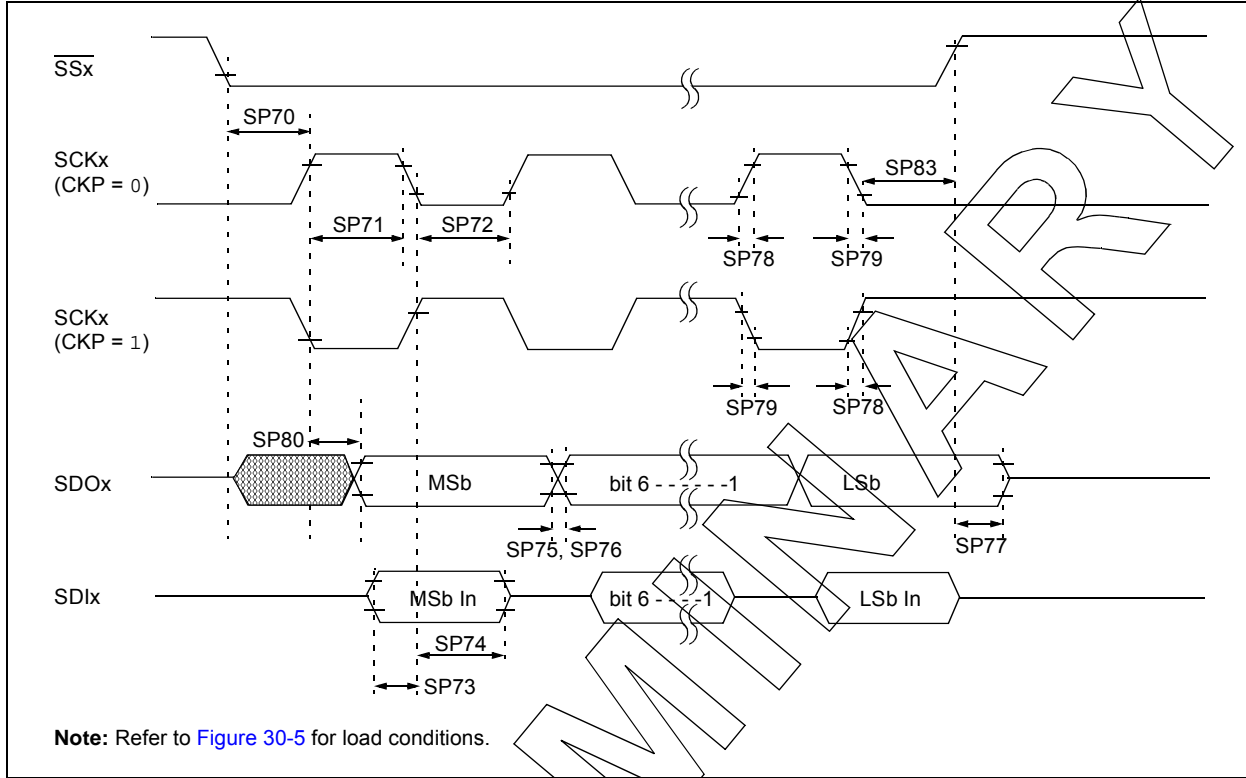 SSx
SP70
SCKx
(CKP = 0)
SP83
SP71
SP72
SP78
SP79
SCKx
(CKP = 1)
SP79
SP78
SP80
SDOx
MSb
bit 6 - - - - - -1
LSb
SP75, SP76
SP77
SDIx
MSb In
bit 6 - - - -1
LSb In
SP74
SP73
Note: Refer to Figure 30-5 for load conditions.
MINARY